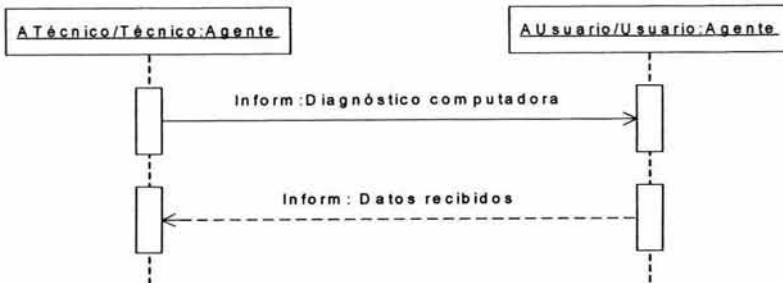 ATécnico/Técnico:Agente
AUsuario/Usuario:Agente
Inform:Diagnóstico computadora
Inform: Datos recibidos